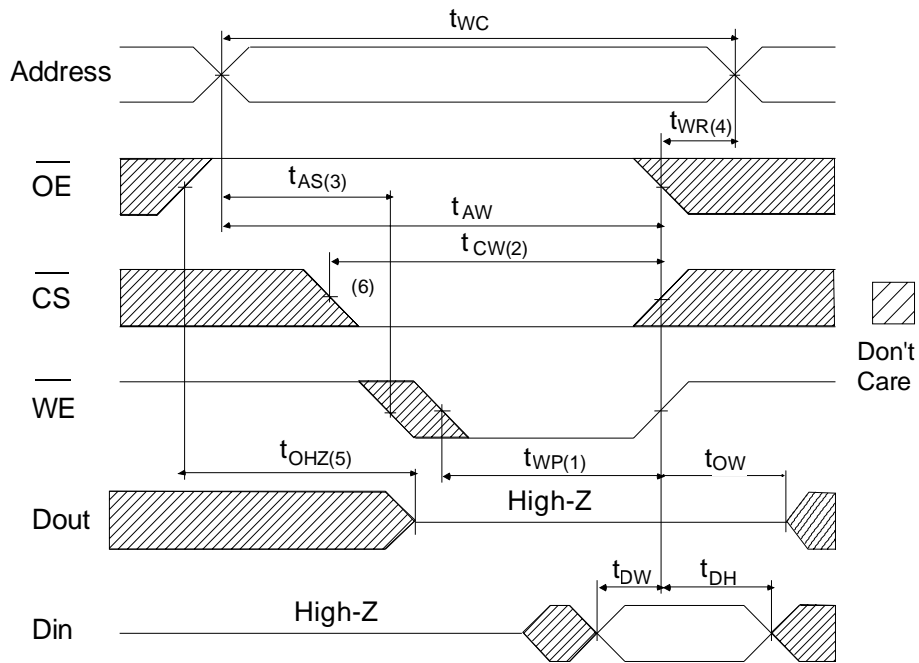 tWC
Address
tWR(4)
OE
tAS(3)
tAW
tCW(2)
CS
(6)
Don't
Care
WE
tOHZ(5)
tWP(1)
tOW
Dout
High-Z
tDW
tDH
Din
High-Z